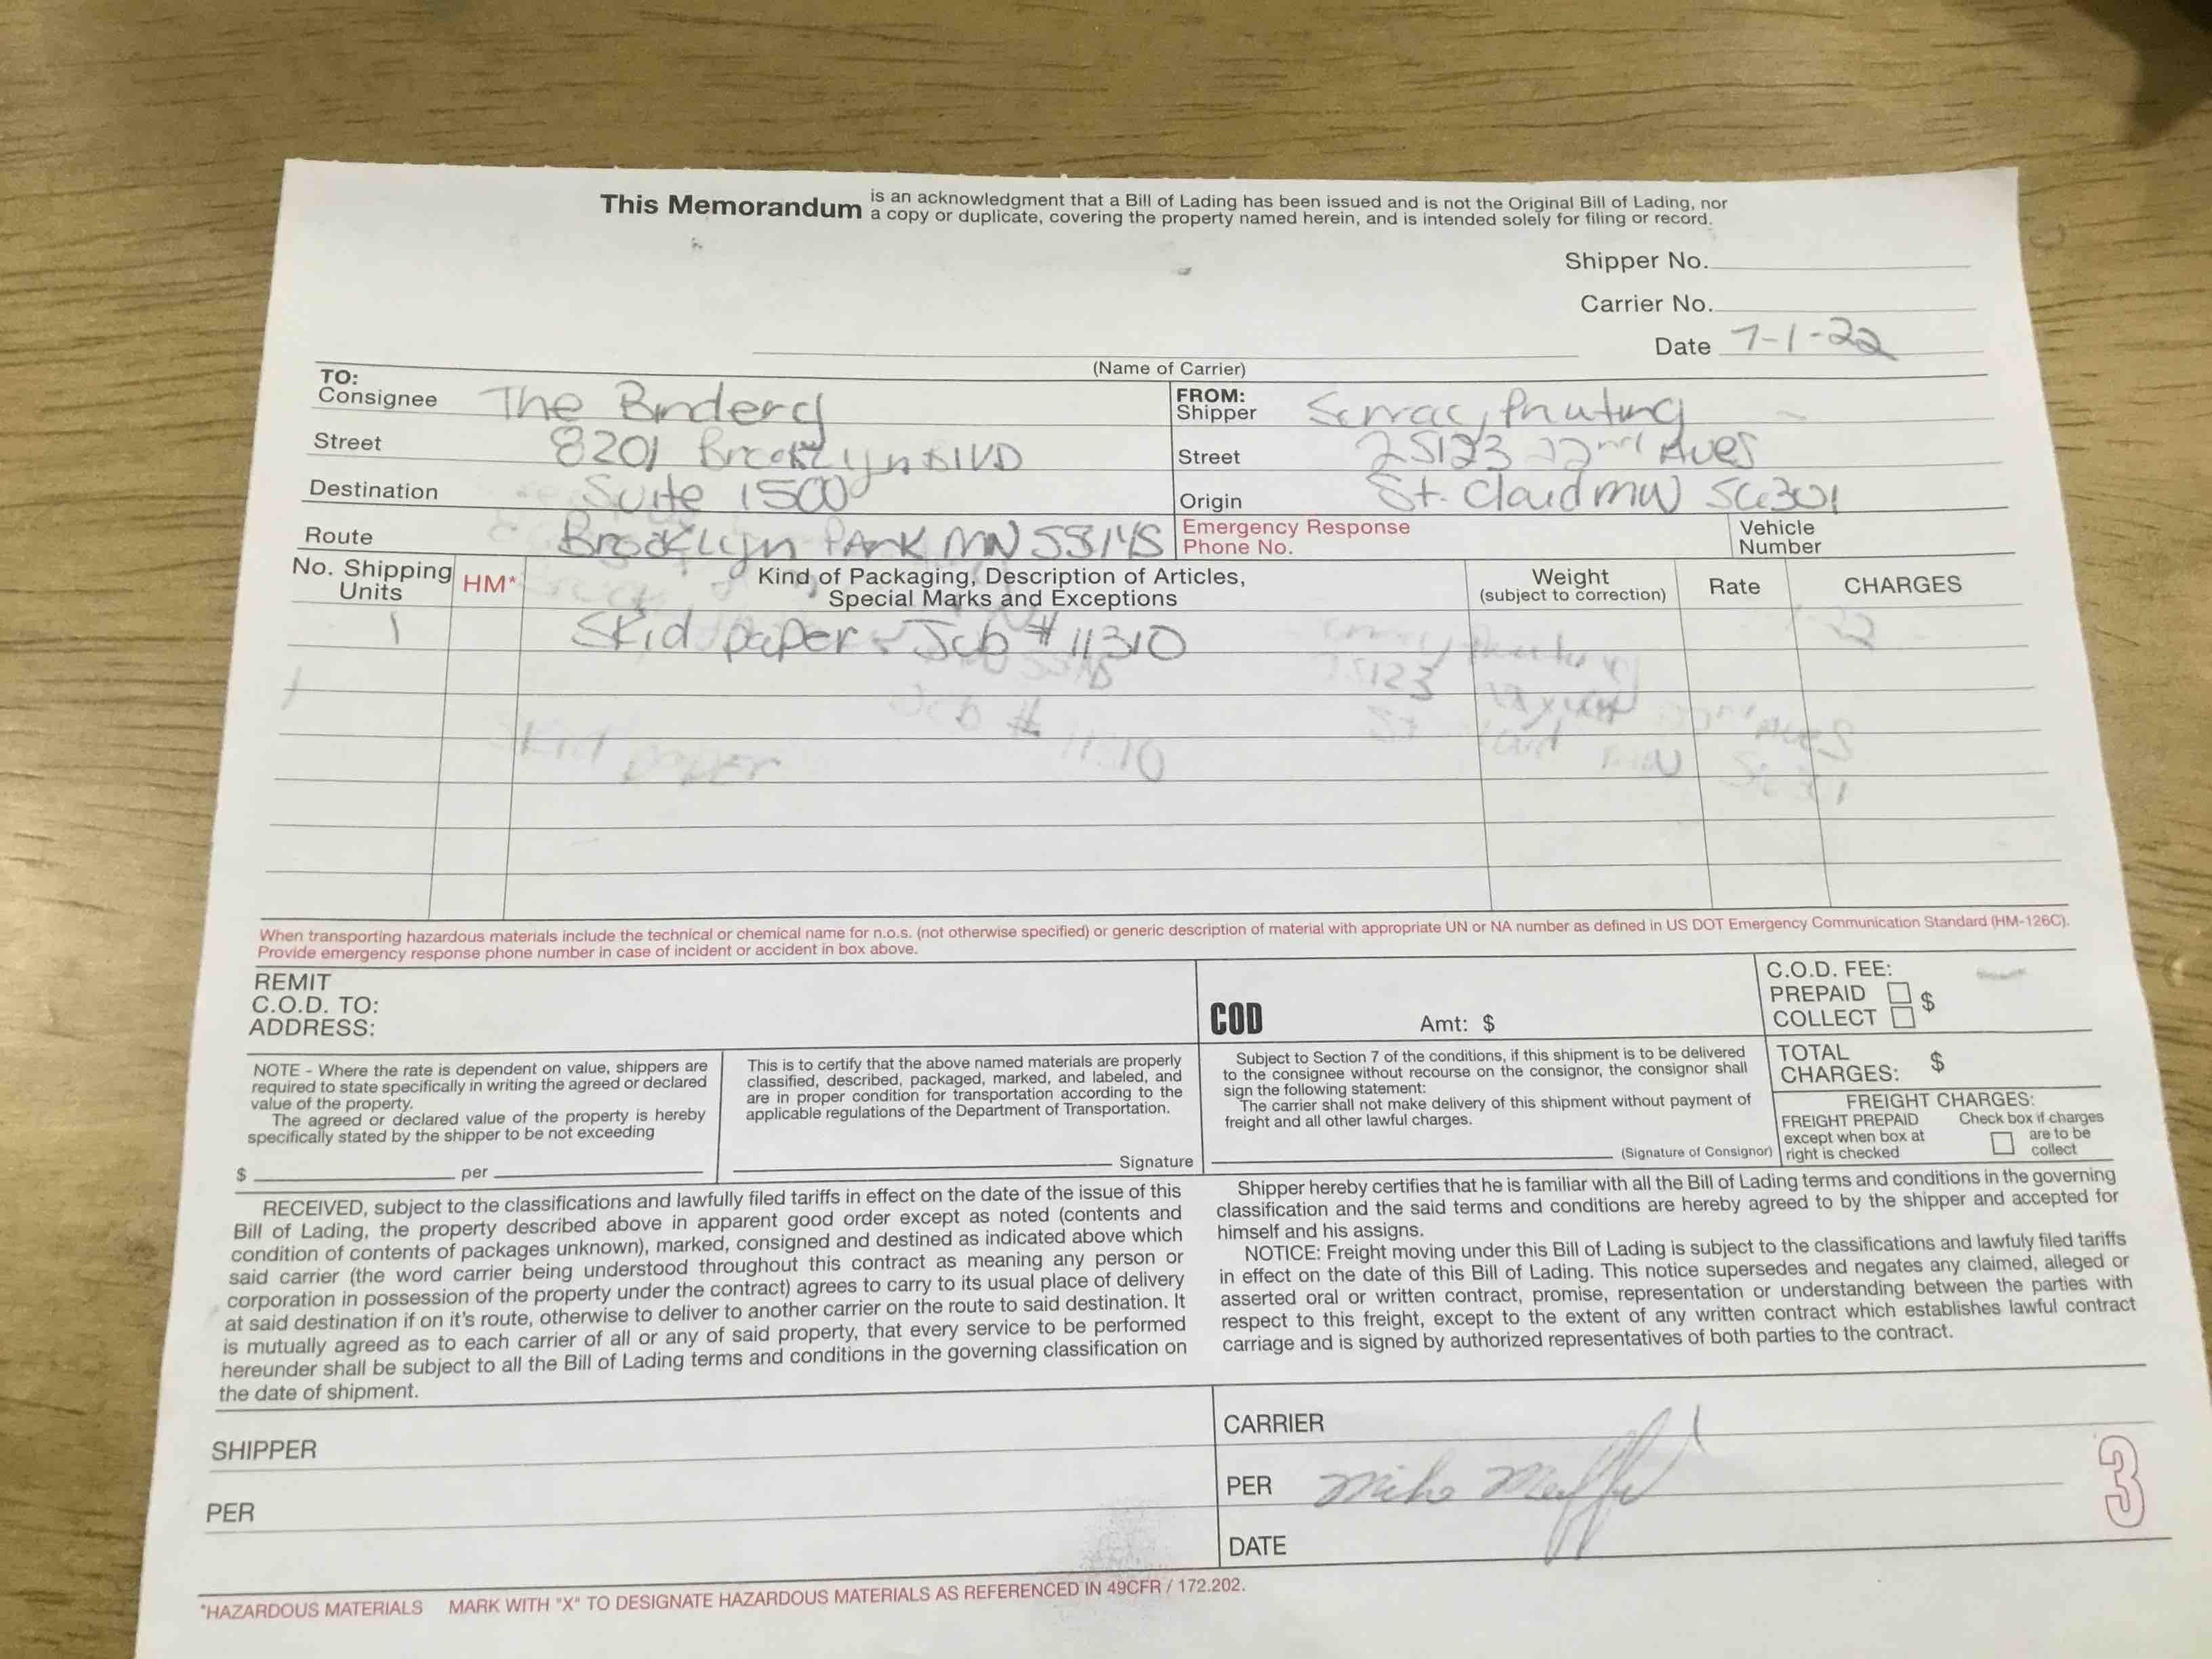 This Memorandum is an acknowledgment that a Bill of Lading has been issued and is not the Original Bill of Lading, nor
a copy or duplicate, covering the property named herein, and is intended solely for filing or record.
Shipper No.
Carrier No.
Date 7-1-22
(Name of Carrier)
TO:
Consignee The Bindery
Street 8201 Brooklyn BLVD
Destination Suite 1500
Route Brooklyn PARK MN
FROM:
Shipper Printing
Street 25123 22nd Ave S
Origin St. Cloud MN 56301
Emergency Response
Phone No.
Vehicle
Number
No. Shipping
Units
HM*
Kind of Packaging, Description of Articles,
Special Marks and Exceptions
Weight
(subject to correction)
Rate
CHARGES
1 Skid paper - Job # 11310
When transporting hazardous materials include the technical or chemical name for n.o.s. (not otherwise specified) or generic description of material with appropriate UN or NA number as defined in US DOT Emergency Communication Standard (HM-126C).
Provide emergency response phone number in case of incident or accident in box above.
REMIT
C.O.D. TO:
ADDRESS:
COD Amt: $
C.O.D. FEE:
PREPAID $
COLLECT
NOTE - Where the rate is dependent on value, shippers are
required to state specifically in writing the agreed or declared
value of the property.
The agreed or declared value of the property is hereby
specifically stated by the shipper to be not exceeding
$ per
This is to certify that the above named materials are properly
classified, described, packaged, marked, and labeled, and
are in proper condition for transportation according to the
applicable regulations of the Department of Transportation.
Signature
Subject to Section 7 of the conditions, if this shipment is to be delivered
to the consignee without recourse on the consignor, the consignor shall
sign the following statement:
The carrier shall not make delivery of this shipment without payment of
freight and all other lawful charges.
(Signature of Consignor)
TOTAL
CHARGES: $
FREIGHT CHARGES:
FREIGHT PREPAID
except when box at
right is checked
Check box if charges
are to be
collect
RECEIVED, subject to the classifications and lawfully filed tariffs in effect on the date of the issue of this
Bill of Lading, the property described above in apparent good order except as noted (contents and
condition of contents of packages unknown), marked, consigned and destined as indicated above which
said carrier (the word carrier being understood throughout this contract as meaning any person or
corporation in possession of the property under the contract) agrees to carry to its usual place of delivery
at said destination if on it's route, otherwise to deliver to another carrier on the route to said destination. It
is mutually agreed as to each carrier of all or any of said property, that every service to be performed
hereunder shall be subject to all the Bill of Lading terms and conditions in the governing classification on
the date of shipment.
Shipper hereby certifies that he is familiar with all the Bill of Lading terms and conditions in the governing
classification and the said terms and conditions are hereby agreed to by the shipper and accepted for
himself and his assigns.
NOTICE: Freight moving under this Bill of Lading is subject to the classifications and lawfuly filed tariffs
in effect on the date of this Bill of Lading. This notice supersedes and negates any claimed, alleged or
asserted oral or written contract, promise, representation or understanding between the parties with
respect to this freight, except to the extent of any written contract which establishes lawful contract
carriage and is signed by authorized representatives of both parties to the contract.
SHIPPER
PER
CARRIER
PER
DATE
3
*HAZARDOUS MATERIALS MARK WITH "X" TO DESIGNATE HAZARDOUS MATERIALS AS REFERENCED IN 49CFR / 172.202.